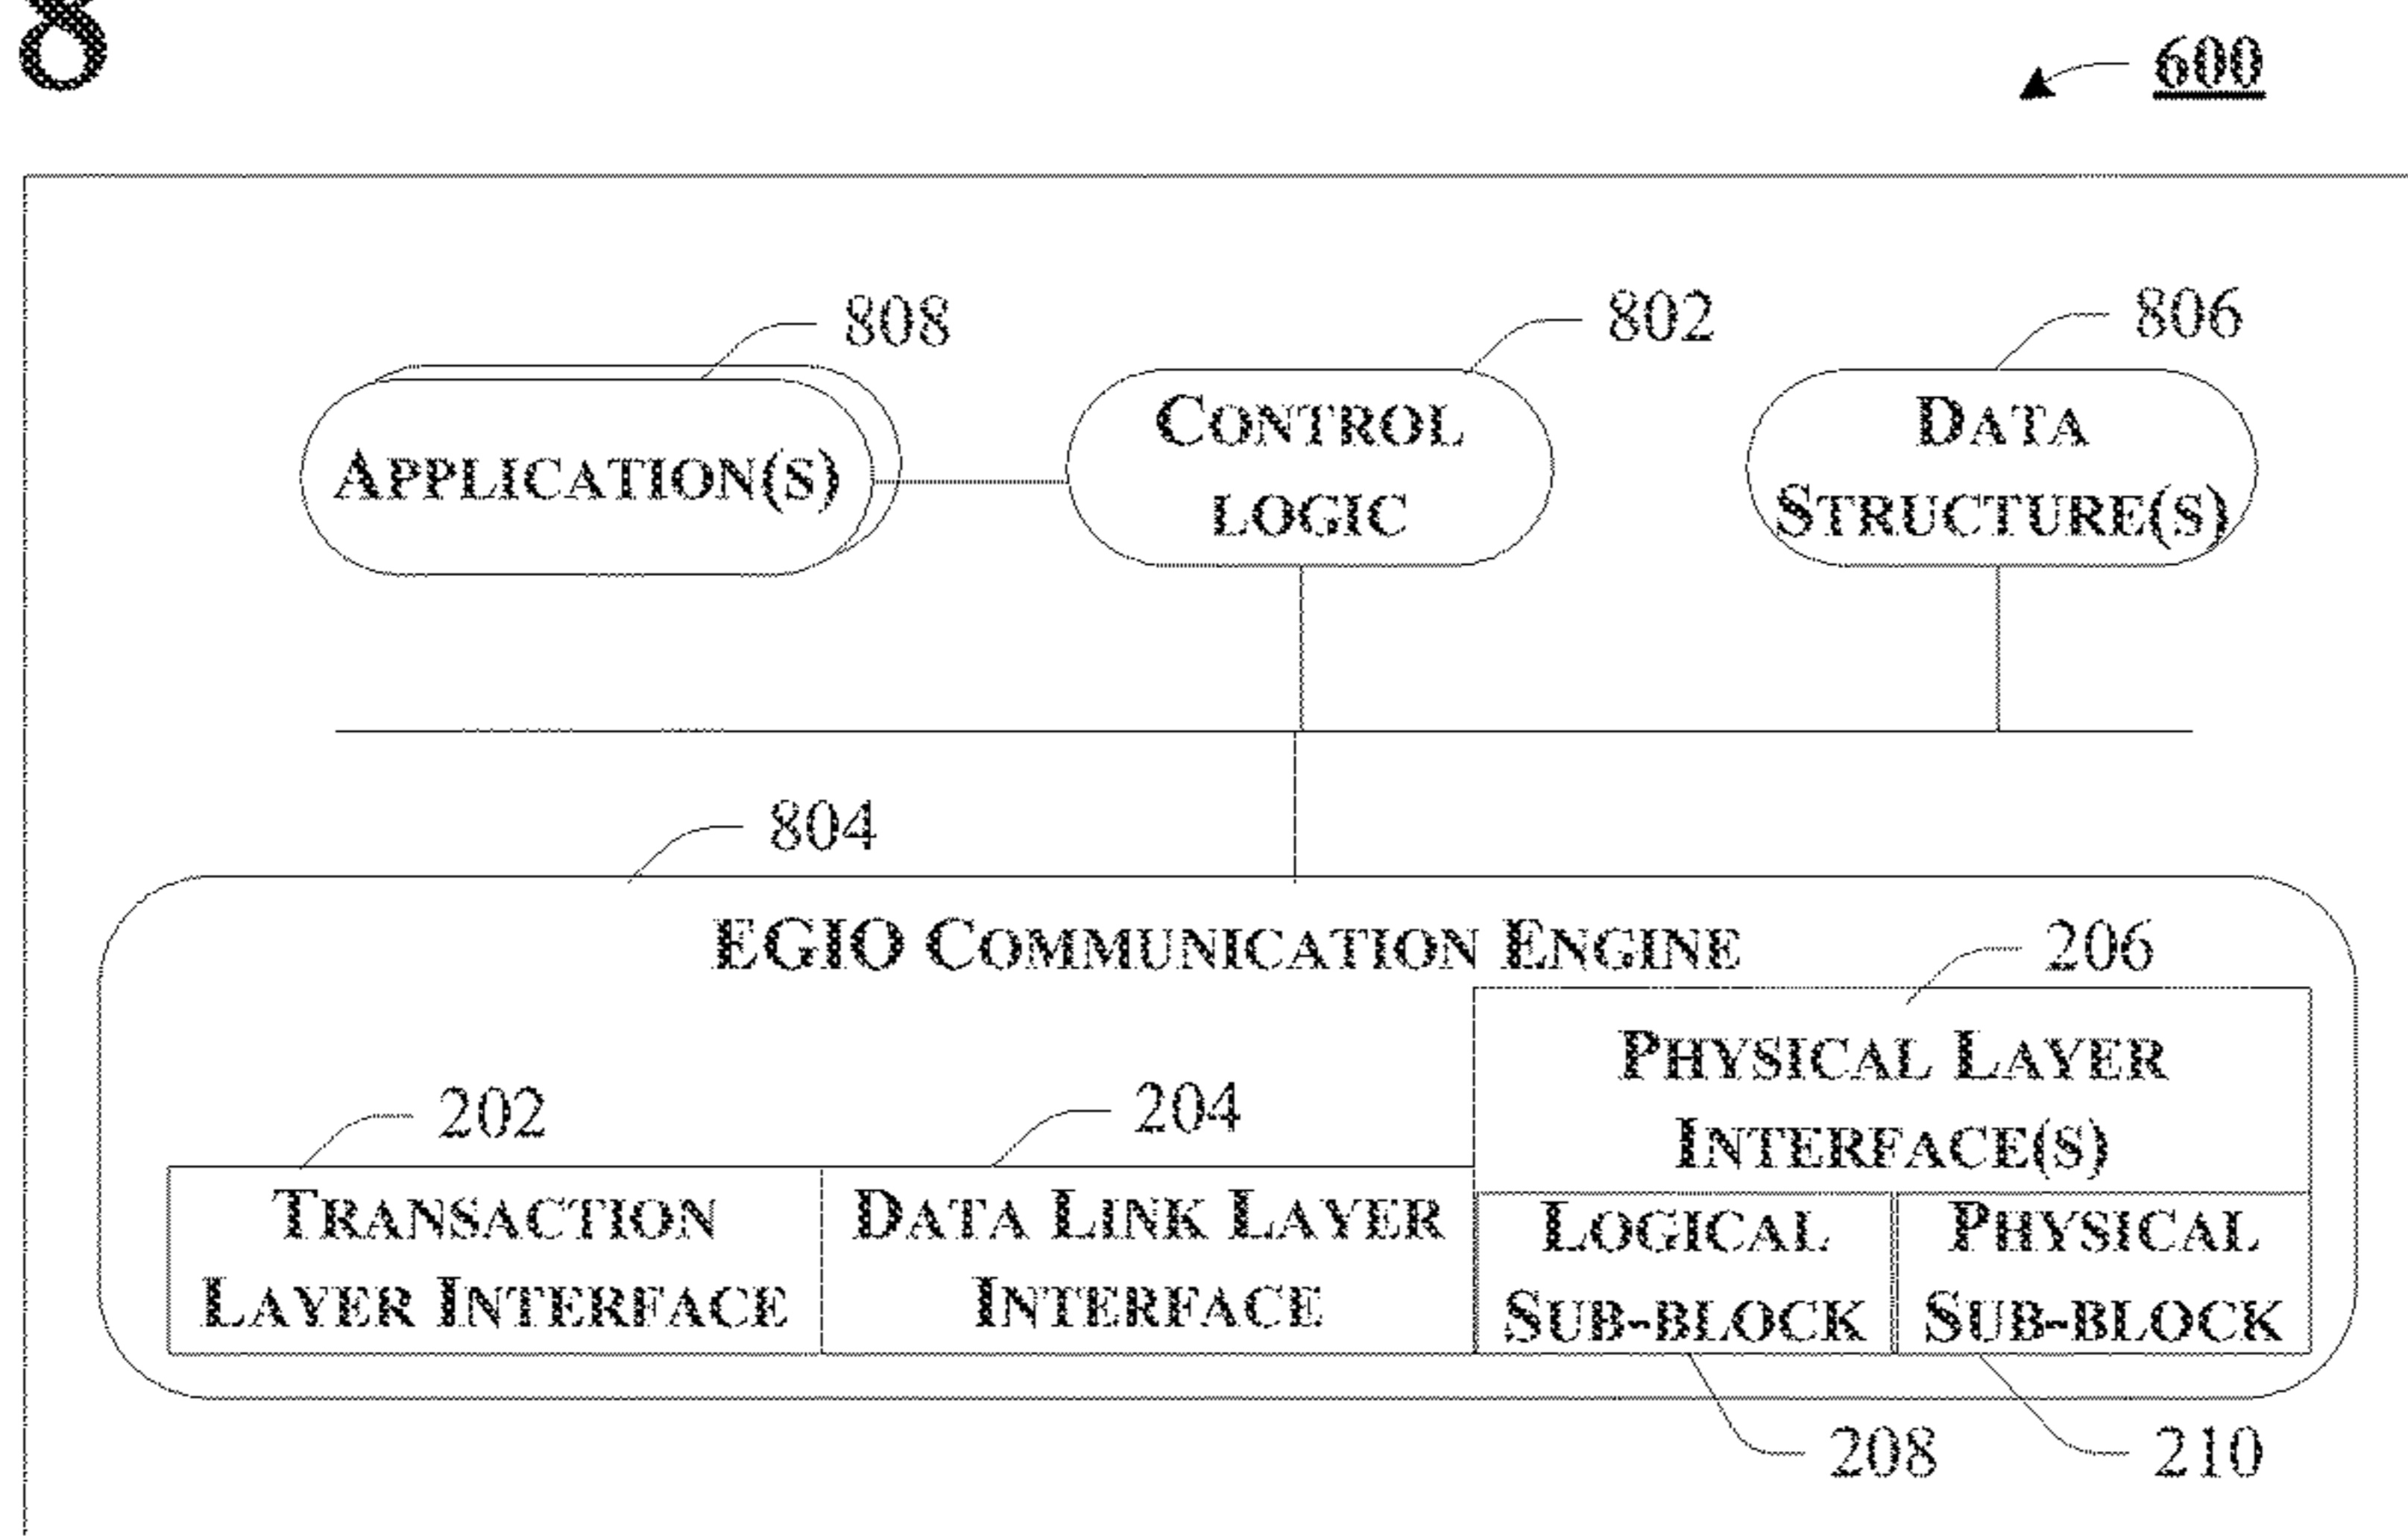 8
600
808
802
806
APPLICATION(S)
CONTROL
LOGIC
DATA
STRUCTURE(S)
804
EGIO COMMUNICATION ENGINE
206
PHYSICAL LAYER
INTERFACE(S)
202
204
TRANSACTION
LAYER INTERFACE
DATA LINK LAYER
INTERFACE
LOGICAL
SUB-BLOCK
PHYSICAL
SUB-BLOCK
208
210